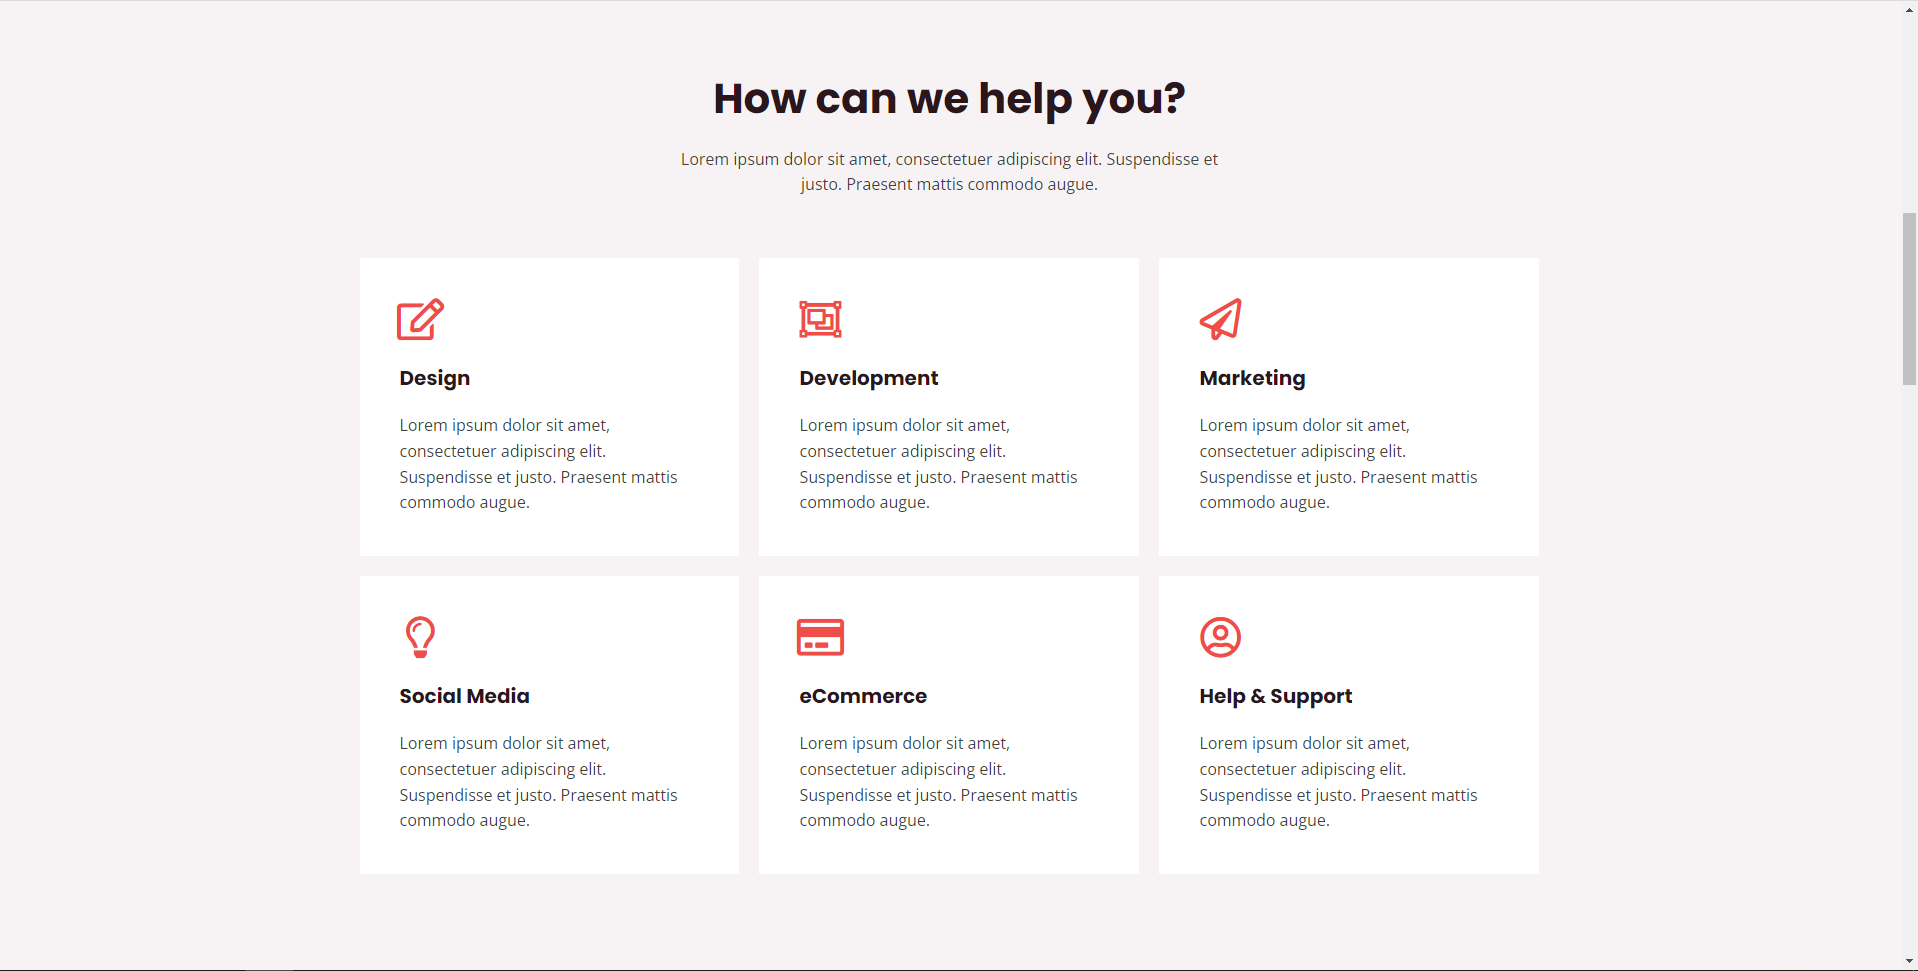 How can we help you?
Lorem ipsum dolor sit amet, consectetuer adipiscing elit. Suspendisse et
justo. Praesent mattis commodo augue.
Design
Lorem ipsum dolor sit amet,
consectetuer adipiscing elit.
Suspendisse et justo. Praesent mattis
commodo augue.
Development
Lorem ipsum dolor sit amet,
consectetuer adipiscing elit.
Suspendisse et justo. Praesent mattis
commodo augue.
Marketing
Lorem ipsum dolor sit amet,
consectetuer adipiscing elit.
Suspendisse et justo. Praesent mattis
commodo augue.
Social Media
Lorem ipsum dolor sit amet,
consectetuer adipiscing elit.
Suspendisse et justo. Praesent mattis
commodo augue.
eCommerce
Lorem ipsum dolor sit amet,
consectetuer adipiscing elit.
Suspendisse et justo. Praesent mattis
commodo augue.
Help & Support
Lorem ipsum dolor sit amet,
consectetuer adipiscing elit.
Suspendisse et justo. Praesent mattis
commodo augue.